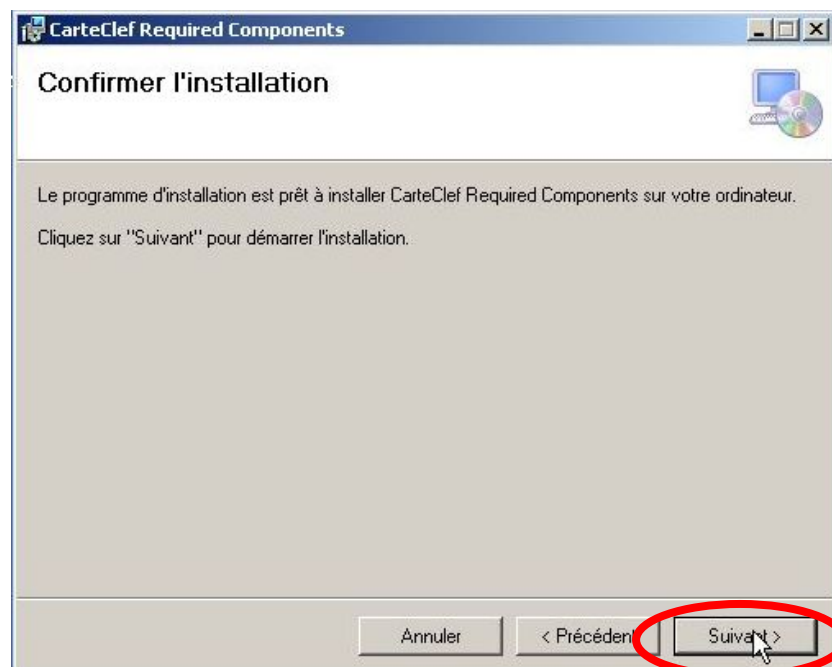 CarteClef Required Components
Confirmer l'installation
Le programme d'installation est prêt à installer CarteClef Required Components sur votre ordinateur.
Cliquez sur "Suivant" pour démarrer l'installation.
Annuler
< Précédent
Suivant >